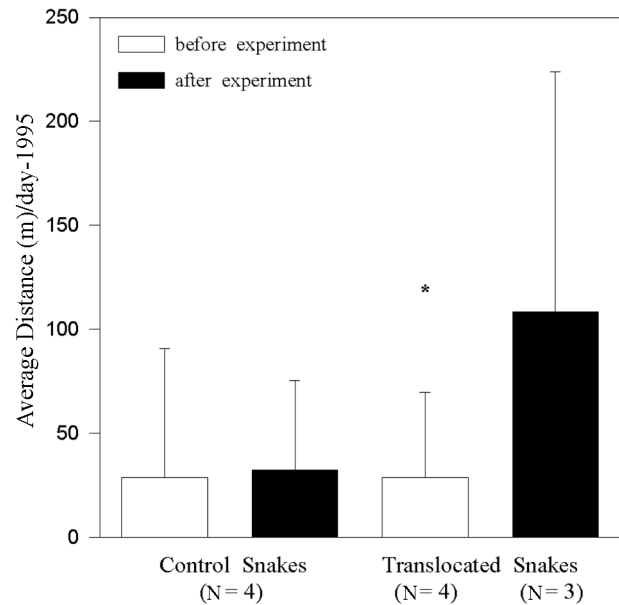 250
200
150
100
50
0
Average Distance (m)/day-1995
before experiment
after experiment
*
Control Snakes
(N= 4)
Translocated Snakes
(N= 4) (N= 3)